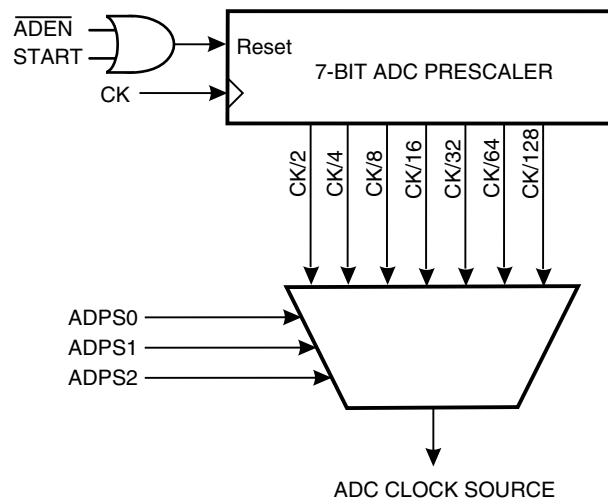 ADEN
START
Reset
7-BIT ADC PRESCALER
CK
CK/2
CK/4
CK/8
CK/16
CK/32
CK/64
CK/128
ADPS0
ADPS1
ADPS2
ADC CLOCK SOURCE